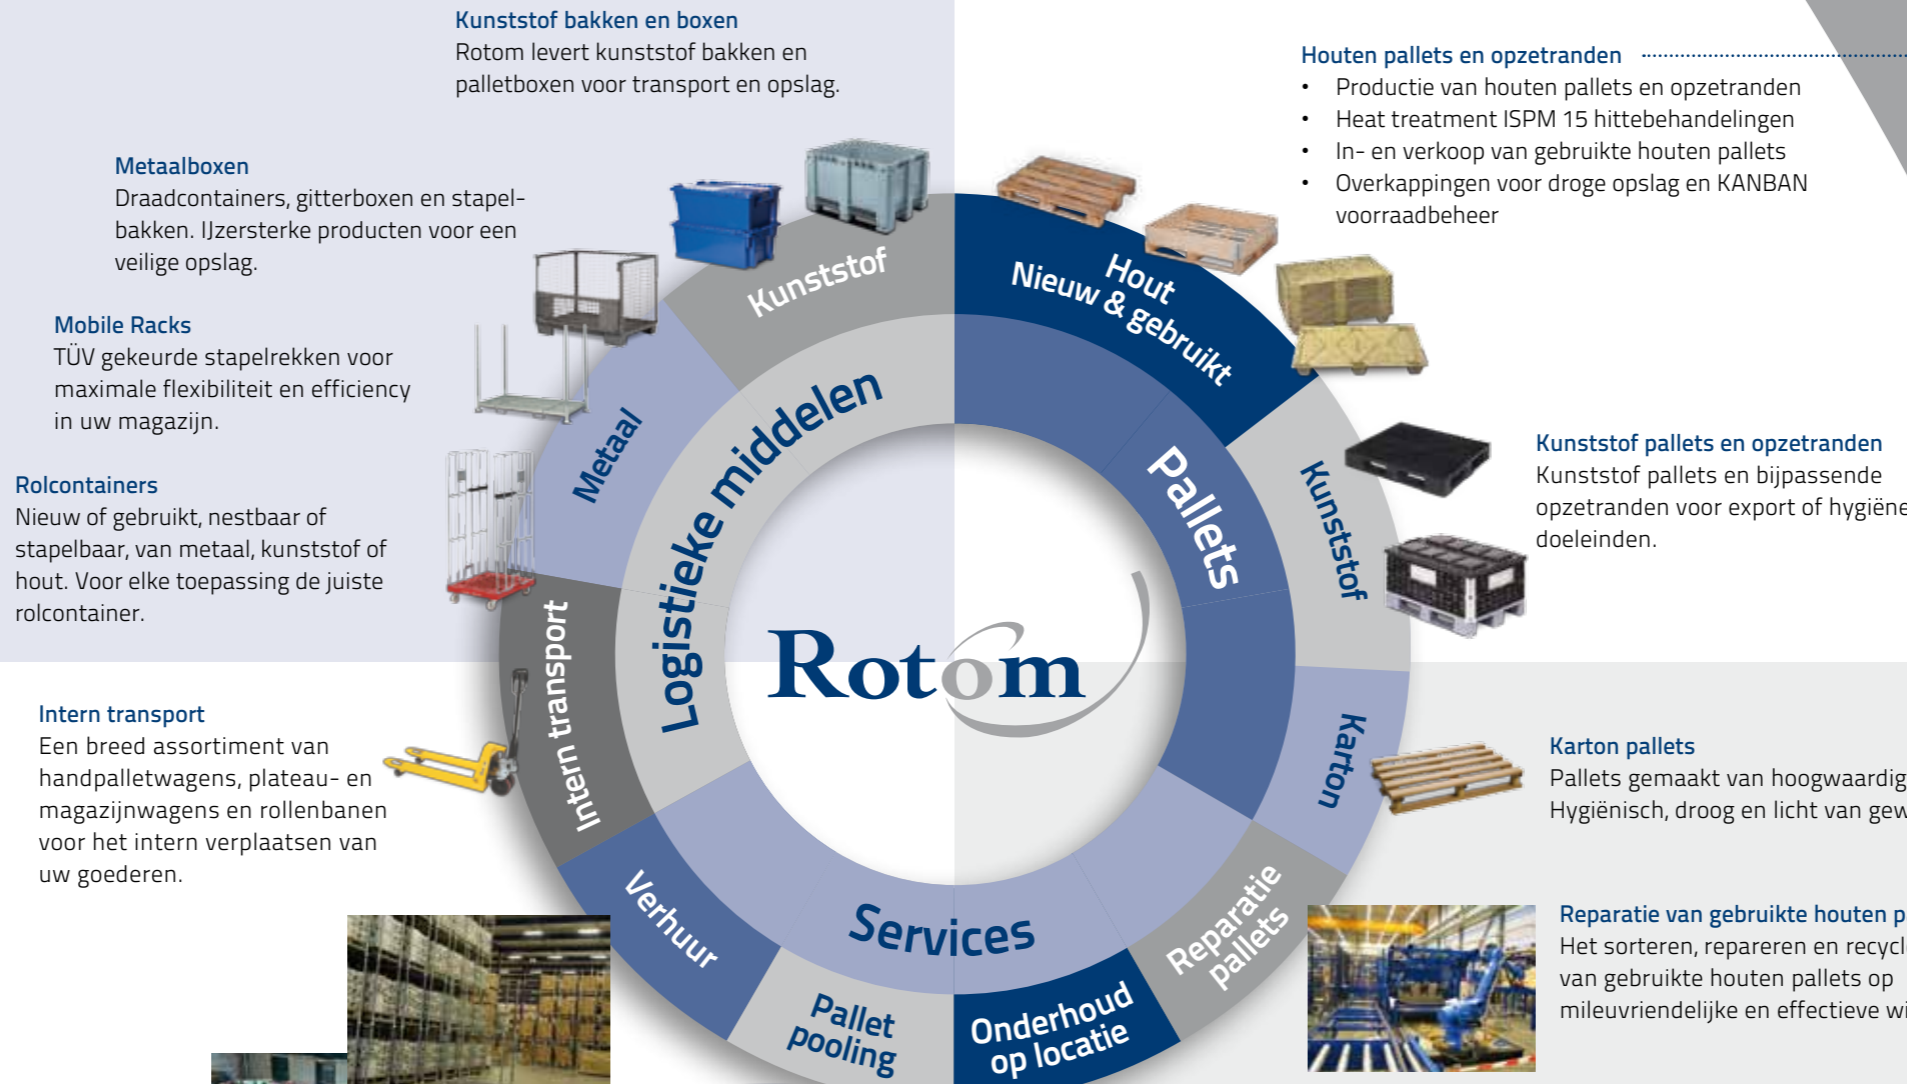 Kunststof bakken en boxen
Rotom levert kunststof bakken en
palletboxen voor transport en opslag.
Metaalboxen
Draadcontainers, gitterboxen en stapel-
bakken. IJzersterke producten voor een
veilige opslag.
Mobile Racks
TÜV gekeurde stapelrekken voor
maximale flexibiliteit en efficiency
in uw magazijn.
Rolcontainers
Nieuw of gebruikt, nestbaar of
stapelbaar, van metaal, kunststof of
hout. Voor elke toepassing de juiste
rolcontainer.
Intern transport
Een breed assortiment van
handpalletwagens, plateau- en
magazijnwagens en rollenbanen
voor het intern verplaatsen van
uw goederen.
Kunststof
Metaal
Intern transport
Logistieke middelen
Rotom
Hout
Nieuw & gebruikt
Pallets
Kunststof
Karton
Services
Verhuur
Pallet
pooling
Onderhoud
op locatie
Reparatie
pallets
Houten pallets en opzetranden
• Productie van houten pallets en opzetranden
• Heat treatment ISPM 15 hittebehandelingen
• In- en verkoop van gebruikte houten pallets
• Overkappingen voor droge opslag en KANBAN
voorraadbeheer
Kunststof pallets en opzetranden
Kunststof pallets en bijpassende
opzetranden voor export of hygiëne
doeleinden.
Karton pallets
Pallets gemaakt van hoogwaardig
Hygiënisch, droog en licht van
Reparatie van gebruikte houten
Het sorteren, repareren en
van gebruikte houten pallets op
mileuvriendelijke en effectieve